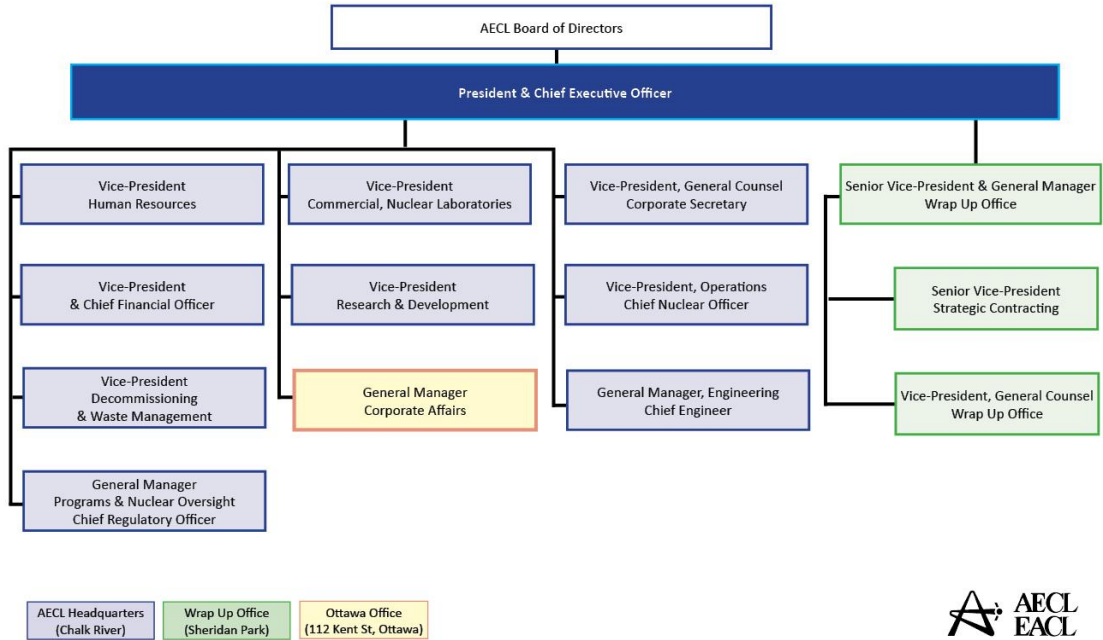 AECL Board of Directors
President & Chief Executive Officer
Vice-President
Human Resources
Vice-President
Commercial, Nuclear Laboratories
Vice-President, General Counsel
Corporate Secretary
Senior Vice-President & General Manager
Wrap Up Office
Vice-President
& Chief Financial Officer
Vice-President
Research & Development
Vice-President, Operations
Chief Nuclear Officer
Senior Vice-President
Strategic Contracting
Vice-President
Decommissioning
& Waste Management
General Manager
Corporate Affairs
General Manager, Engineering
Chief Engineer
Vice-President, General Counsel
Wrap Up Office
General Manager
Programs & Nuclear Oversight
Chief Regulatory Officer
AECL Headquarters
(Chalk River)
Wrap Up Office
(Sheridan Park)
Ottawa Office
(112 Kent St, Ottawa)
AECL
EACL